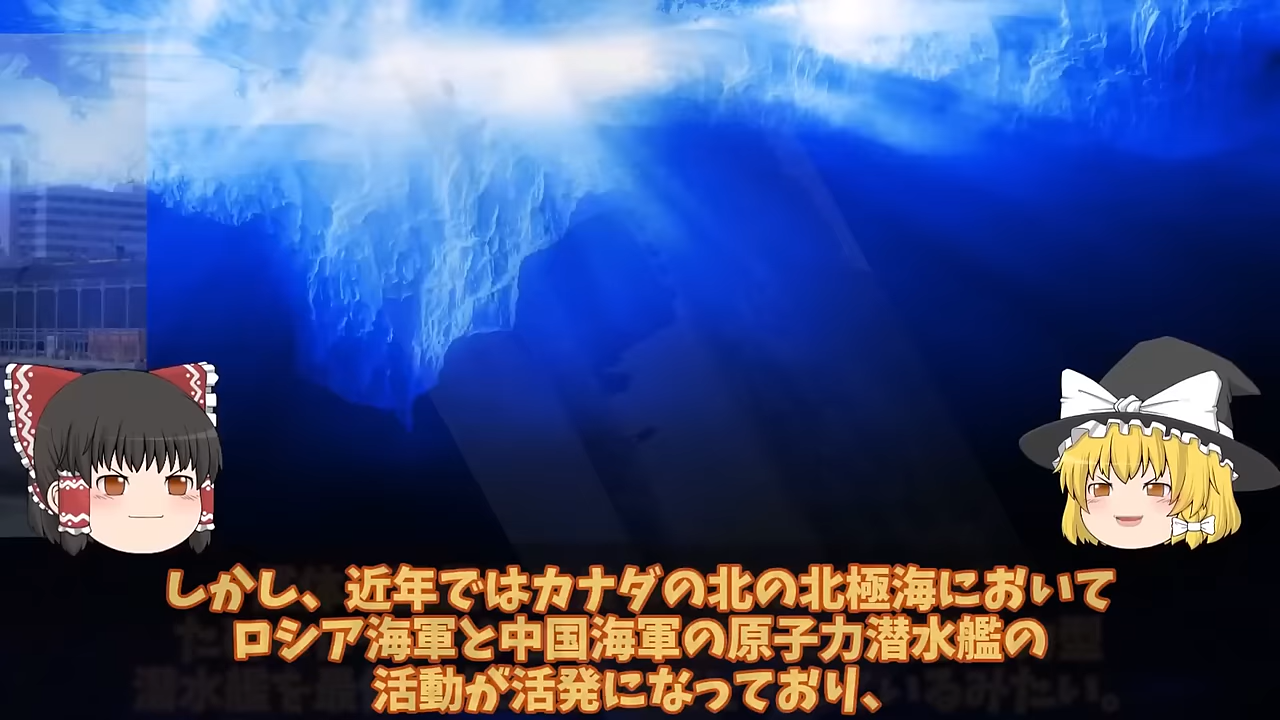 しかし、近年ではカナダの北の北極海において
ロシア海軍と中国海軍の原子力潜水艦の
活動が活発になっており、